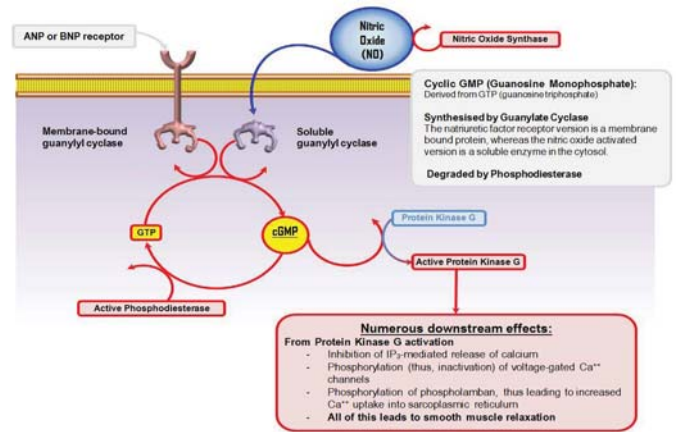 ANP or BNP receptor
Nitric
Oxide
(NO)
Nitric Oxide Synthase
Cyclic GMP (Guanosine Monophosphate):
Derived from GTP (guanosine triphosphate)
Synthesised by Guanylate Cyclase
The natriuretic factor receptor version is a membrane
bound protein, whereas the nitric oxide activated
version is a soluble enzyme in the cytosol.
Degraded by Phosphodiesterase
Membrane-bound
guanylyl cyclase
Soluble
guanylyl cyclase
GTP
cGMP
Protein Kinase G
Active Protein Kinase G
Active Phosphodiesterase
Numerous downstream effects:
From Protein Kinase G activation
- Inhibition of IP₃-mediated release of calcium
- Phosphorylation (thus, inactivation) of voltage-gated Ca⁺⁺
channels
- Phosphorylation of phospholamban, thus leading to increased
Ca⁺⁺ uptake into sarcoplasmic reticulum
- All of this leads to smooth muscle relaxation